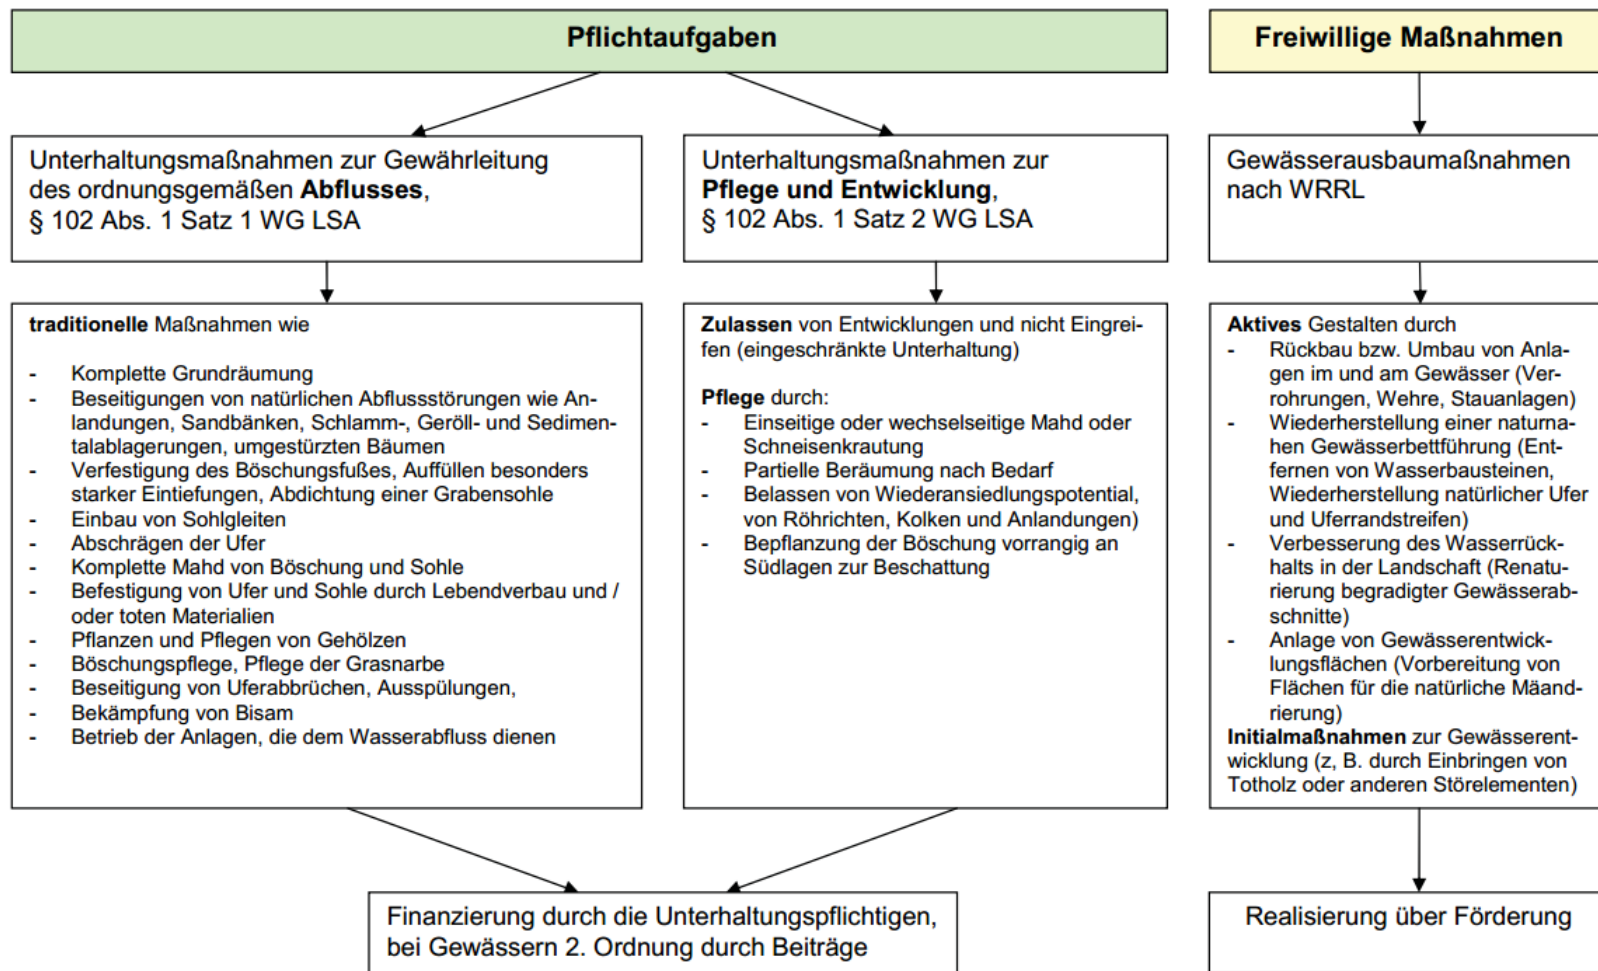 Pflichtaufgaben
Freiwillige Maßnahmen
Unterhaltungsmaßnahmen zur Gewährleitung
des ordnungsgemäßen Abflusses,
§ 102 Abs. 1 Satz 1 WG LSA
Unterhaltungsmaßnahmen zur
Pflege und Entwicklung,
§ 102 Abs. 1 Satz 2 WG LSA
Gewässerausbaumaßnahmen
nach WRRL
traditionelle Maßnahmen wie
- Komplette Grundräumung
- Beseitigungen von natürlichen Abflussstörungen wie An-
landungen, Sandbänken, Schlamm-, Geröll- und Sedimen-
talablagerungen, umgestürzten Bäumen
- Verfestigung des Böschungsfußes, Auffüllen besonders
starker Eintiefungen, Abdichtung einer Grabensohle
- Einbau von Sohlgleiten
- Abschrägen der Ufer
- Komplette Mahd von Böschung und Sohle
- Befestigung von Ufer und Sohle durch Lebendverbau und /
oder toten Materialien
- Pflanzen und Pflegen von Gehölzen
- Böschungspflege, Pflege der Grasnarbe
- Beseitigung von Uferabbrüchen, Ausspülungen,
- Bekämpfung von Bisam
- Betrieb der Anlagen, die dem Wasserabfluss dienen
Zulassen von Entwicklungen und nicht Eingrei-
fen (eingeschränkte Unterhaltung)
Pflege durch:
- Einseitige oder wechselseitige Mahd oder
Schneisenkrautung
- Partielle Beräumung nach Bedarf
- Belassen von Wiederansiedlungspotential,
von Röhrichten, Kolken und Anlandungen)
- Bepflanzung der Böschung vorrangig an
Südlagen zur Beschattung
Aktives Gestalten durch
- Rückbau bzw. Umbau von Anla-
gen im und am Gewässer (Ver-
rohrungen, Wehre, Stauanlagen)
- Wiederherstellung einer naturna-
hen Gewässerbettführung (Ent-
fernen von Wasserbausteinen,
Wiederherstellung natürlicher Ufer
und Uferrandstreifen)
- Verbesserung des Wasserrück-
halts in der Landschaft (Renatu-
rierung begradigter Gewässerab-
schnitte)
- Anlage von Gewässerentwick-
lungsflächen (Vorbereitung von
Flächen für die natürliche Mäand-
rierung)
Initialmaßnahmen zur Gewässerent-
wicklung (z, B. durch Einbringen von
Totholz oder anderen Störelementen)
Finanzierung durch die Unterhaltungspflichtigen,
bei Gewässern 2. Ordnung durch Beiträge
Realisierung über Förderung